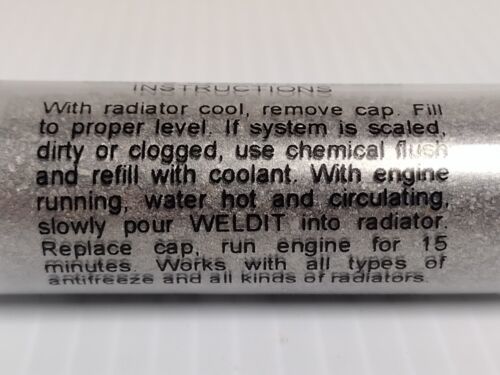 INSTRUCTIONS
With radiator cool, remove cap. Fill
to proper level. If system is scaled,
dirty or clogged, use chemical flush
and refill with coolant. With engine
running, water hot and circulating,
slowly pour WELDIT into radiator.
Replace cap, run engine for 15
minutes. Works with all types of
antifreeze and all kinds of radiators.